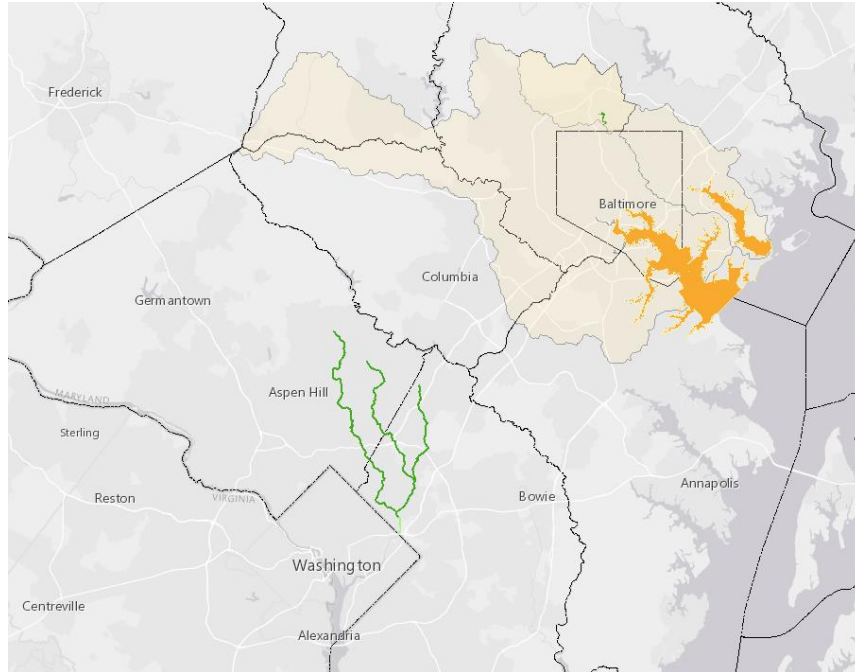 Frederick
Baltimore
Columbia
Germantown
Aspen Hill
MARYLAND
Sterling
Reston
VIRGINIA
Bowie
Annapolis
Washington
Centreville
Alexandria